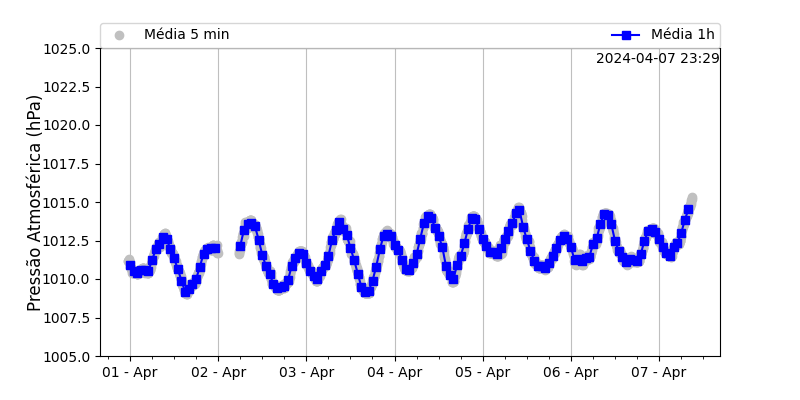 Média 5 min
Média 1h
2024-04-07 23:29
Pressão Atmosférica (hPa)
1025.0
1022.5
1020.0
1017.5
1015.0
1012.5
1010.0
1007.5
1005.0
01 - Apr
02 - Apr
03 - Apr
04 - Apr
05 - Apr
06 - Apr
07 - Apr